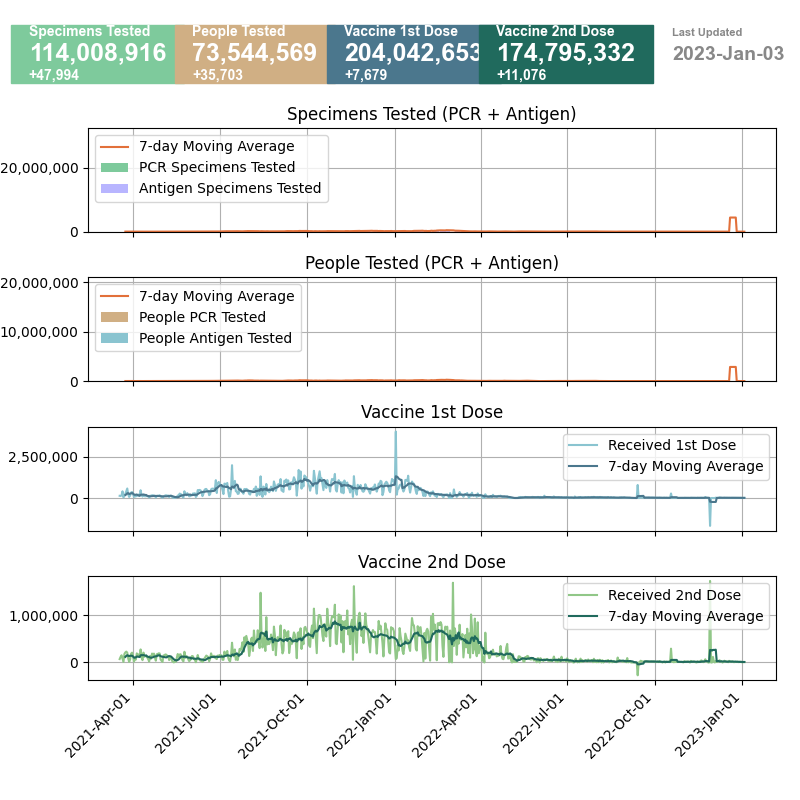 Specimens Tested
114,008,916
+47,994
People Tested
73,544,569
+35,703
Vaccine 1st Dose
204,042,653
+7,679
Vaccine 2nd Dose
174,795,332
+11,076
Last Updated
2023-Jan-03
Specimens Tested (PCR + Antigen)
7-day Moving Average
PCR Specimens Tested
Antigen Specimens Tested
20,000,000
0
People Tested (PCR + Antigen)
20,000,000
7-day Moving Average
People PCR Tested
People Antigen Tested
10,000,000
0
Vaccine 1st Dose
Received 1st Dose
7-day Moving Average
2,500,000
0
Vaccine 2nd Dose
Received 2nd Dose
7-day Moving Average
1,000,000
0
2021-Apr-01
2021-Jul-01
2021-Oct-01
2022-Jan-01
2022-Apr-01
2022-Jul-01
2022-Oct-01
2023-Jan-01